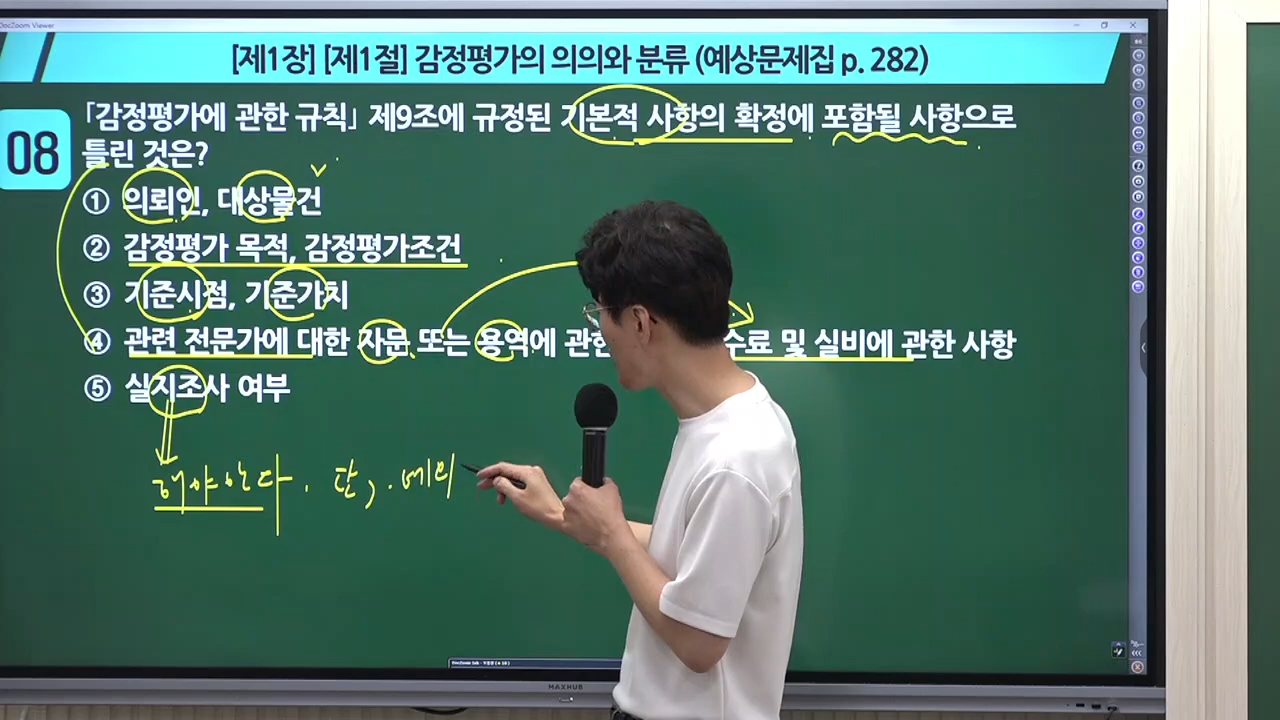 DocZoom Viewer
[제1장] [제1절] 감정평가의 의의와 분류 (예상문제집 p. 282)
08
「감정평가에 관한 규칙」 제9조에 규정된 기본적 사항의 확정에 포함될 사항으로
틀린 것은?
① 의뢰인, 대상물건
② 감정평가 목적, 감정평가조건
③ 기준시점, 기준가치
④ 관련 전문가에 대한 자문 또는 용역에 관한 수료 및 실비에 관한 사항
⑤ 실지조사 여부
해야한다. 단, 예외
MAXHUB